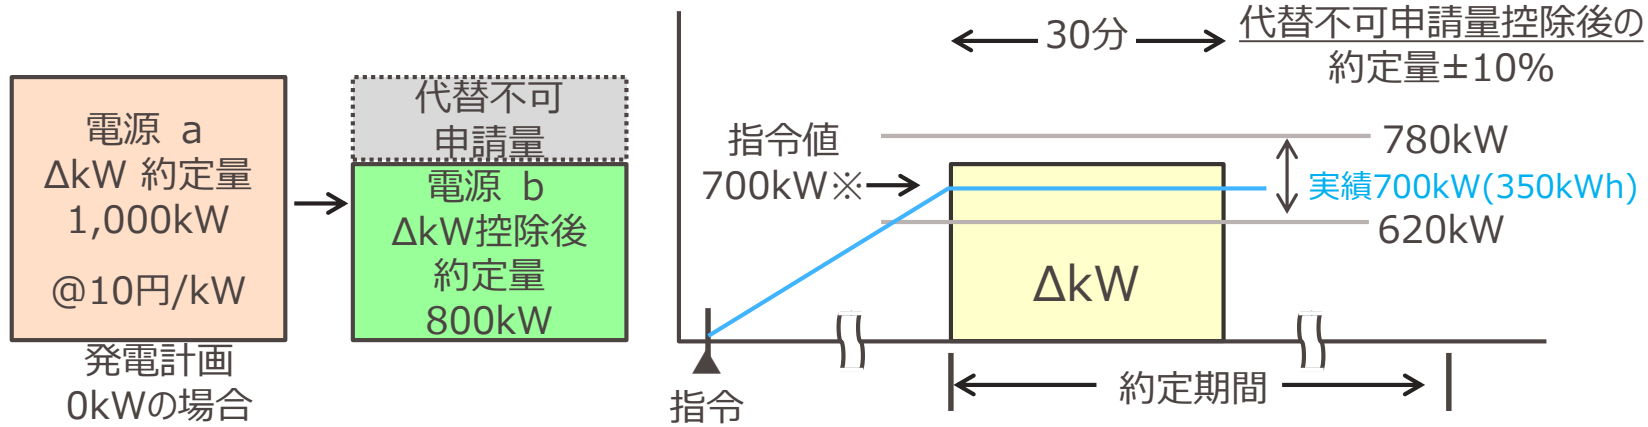 電源 a
ΔkW 約定量
1,000kW
@10円/kW
発電計画
0kWの場合
代替不可
申請量
電源 b
ΔkW控除後
約定量
800kW
30分
代替不可申請量控除後の
約定量±10%
指令値
700kW※
780kW
実績700kW(350kWh)
620kW
ΔkW
指令
約定期間